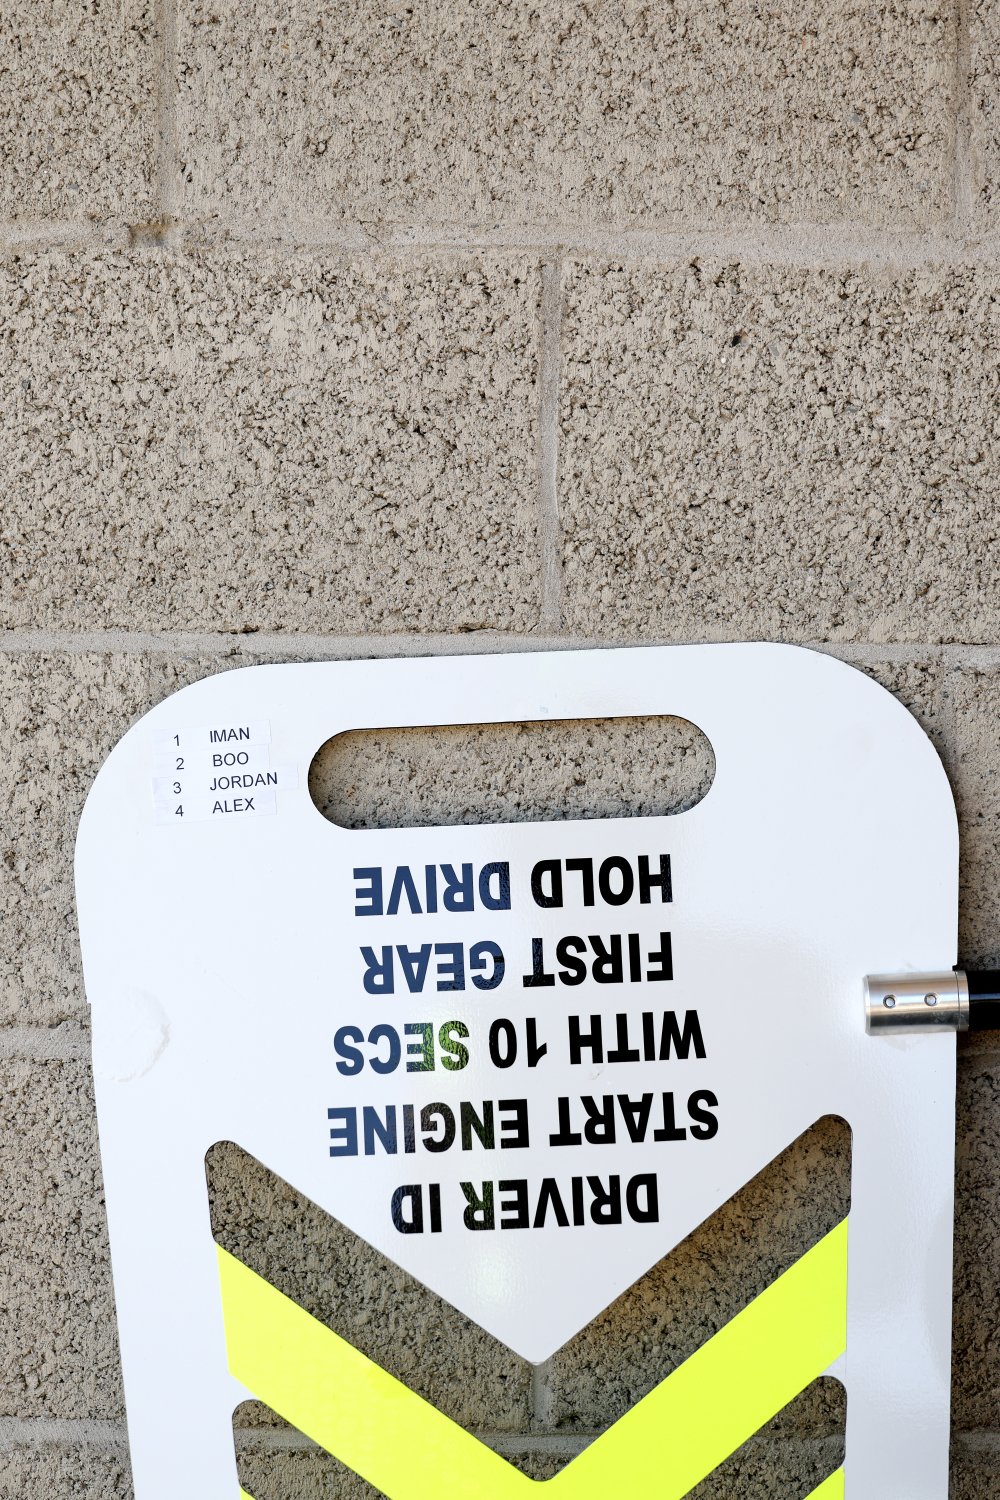 1 IMAN
2 BOO
3 JORDAN
4 ALEX
DRIVER ID
START ENGINE
WITH 10 SECS
FIRST GEAR
HOLD DRIVE